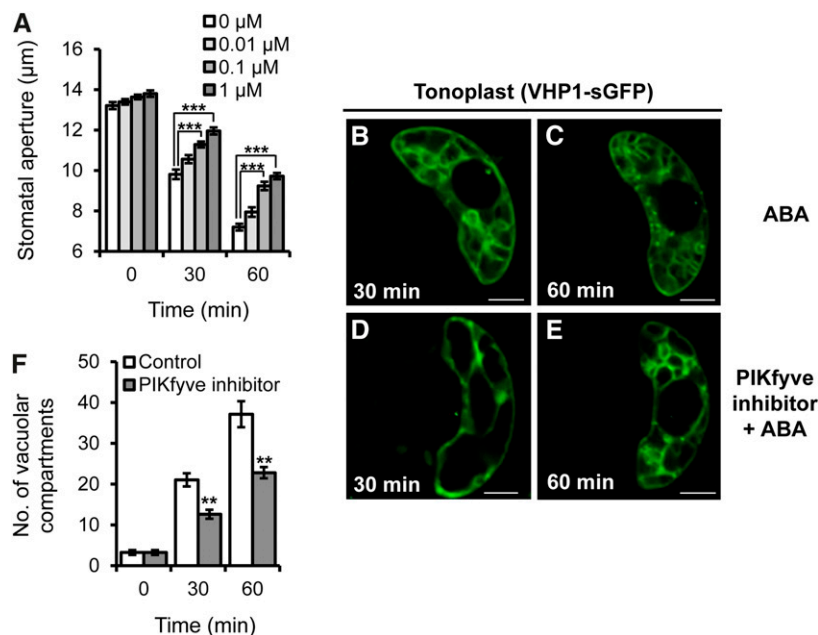 A
0 µM
0.01 µM
0.1 µM
1 µM
Stomatal aperture (µm)
16
14
12
10
8
6
***
***
***
***
0 30 60
Time (min)
Tonoplast (VHP1-sGFP)
B
30 min
C
60 min
ABA
D
30 min
E
60 min
PIKfyve
inhibitor
+ ABA
F
Control
PIKfyve inhibitor
No. of vacuolar
compartments
50
40
30
20
10
0
**
**
0 30 60
Time (min)